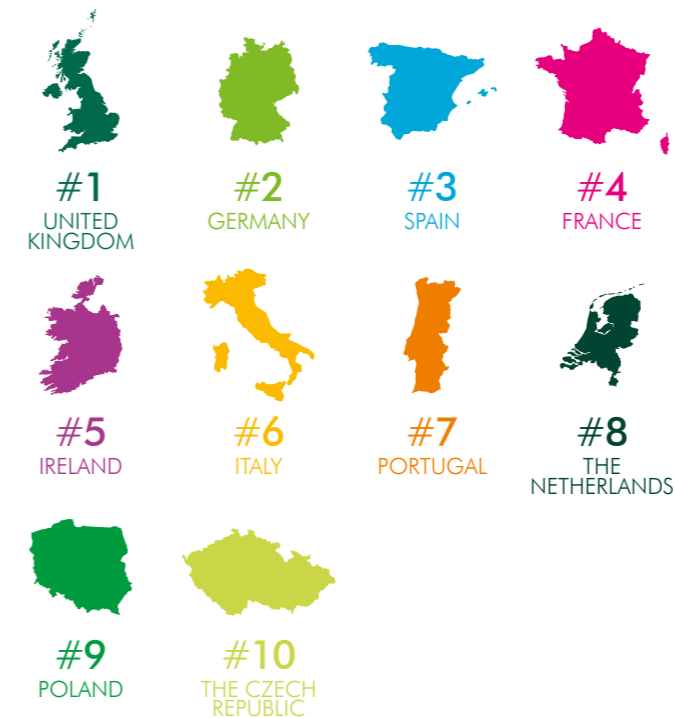 #1
UNITED
KINGDOM
#2
GERMANY
#3
SPAIN
#4
FRANCE
#5
IRELAND
#6
ITALY
#7
PORTUGAL
#8
THE
NETHERLANDS
#9
POLAND
#10
THE CZECH
REPUBLIC